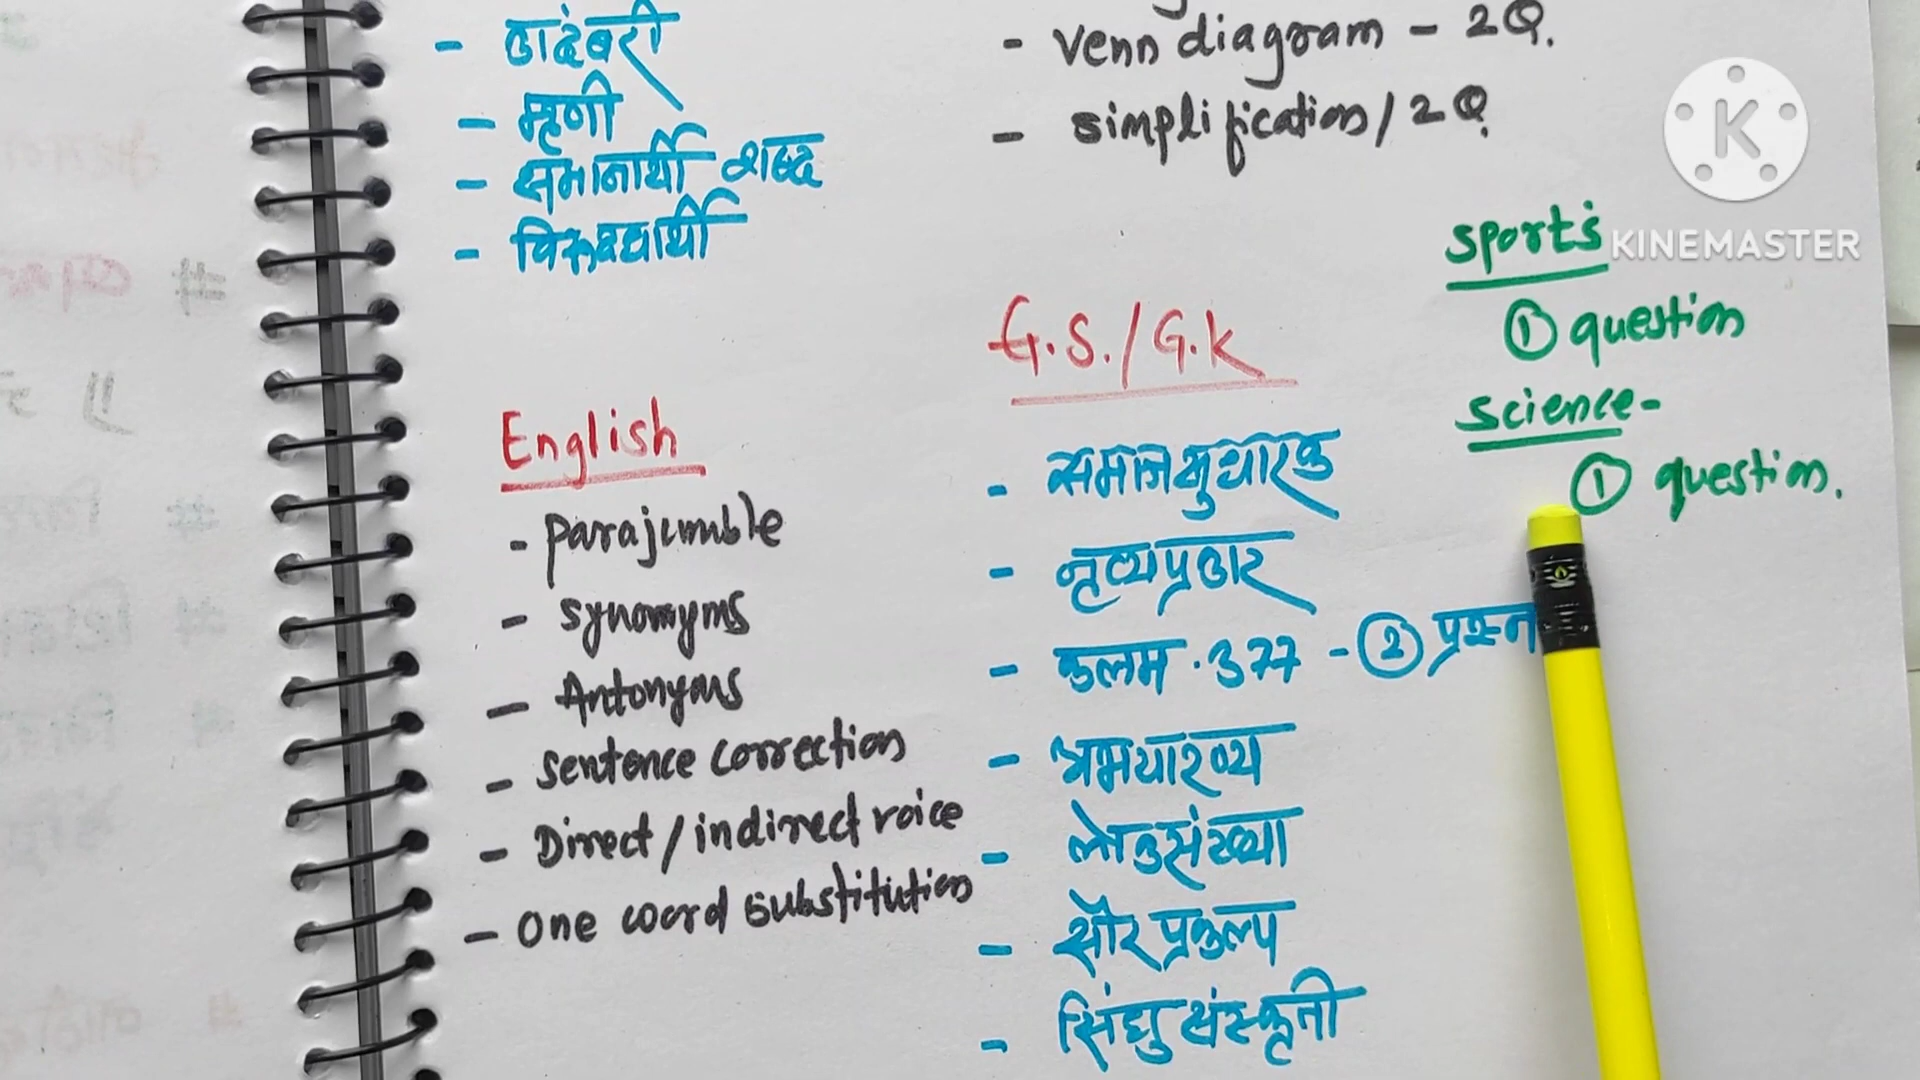 - कादंबरी
- म्हणी
- समानार्थी शब्द
- विरुद्धार्थी
- venn diagram - 2Q.
- simplification / 2Q
KINEMASTER
sports
① question
science-
① question.
English
- parajumble
- synonyms
- Antonyms
- sentence correction
- Direct / indirect voice
- one word substitution
G.S. / G.K
- समाजसुधारक
- नृत्यप्रकार
- कलम . 377 - ② प्रश्न
- अभयारण्य
- लोकसंख्या
- सौर प्रकल्प
- सिंधु संस्कृती